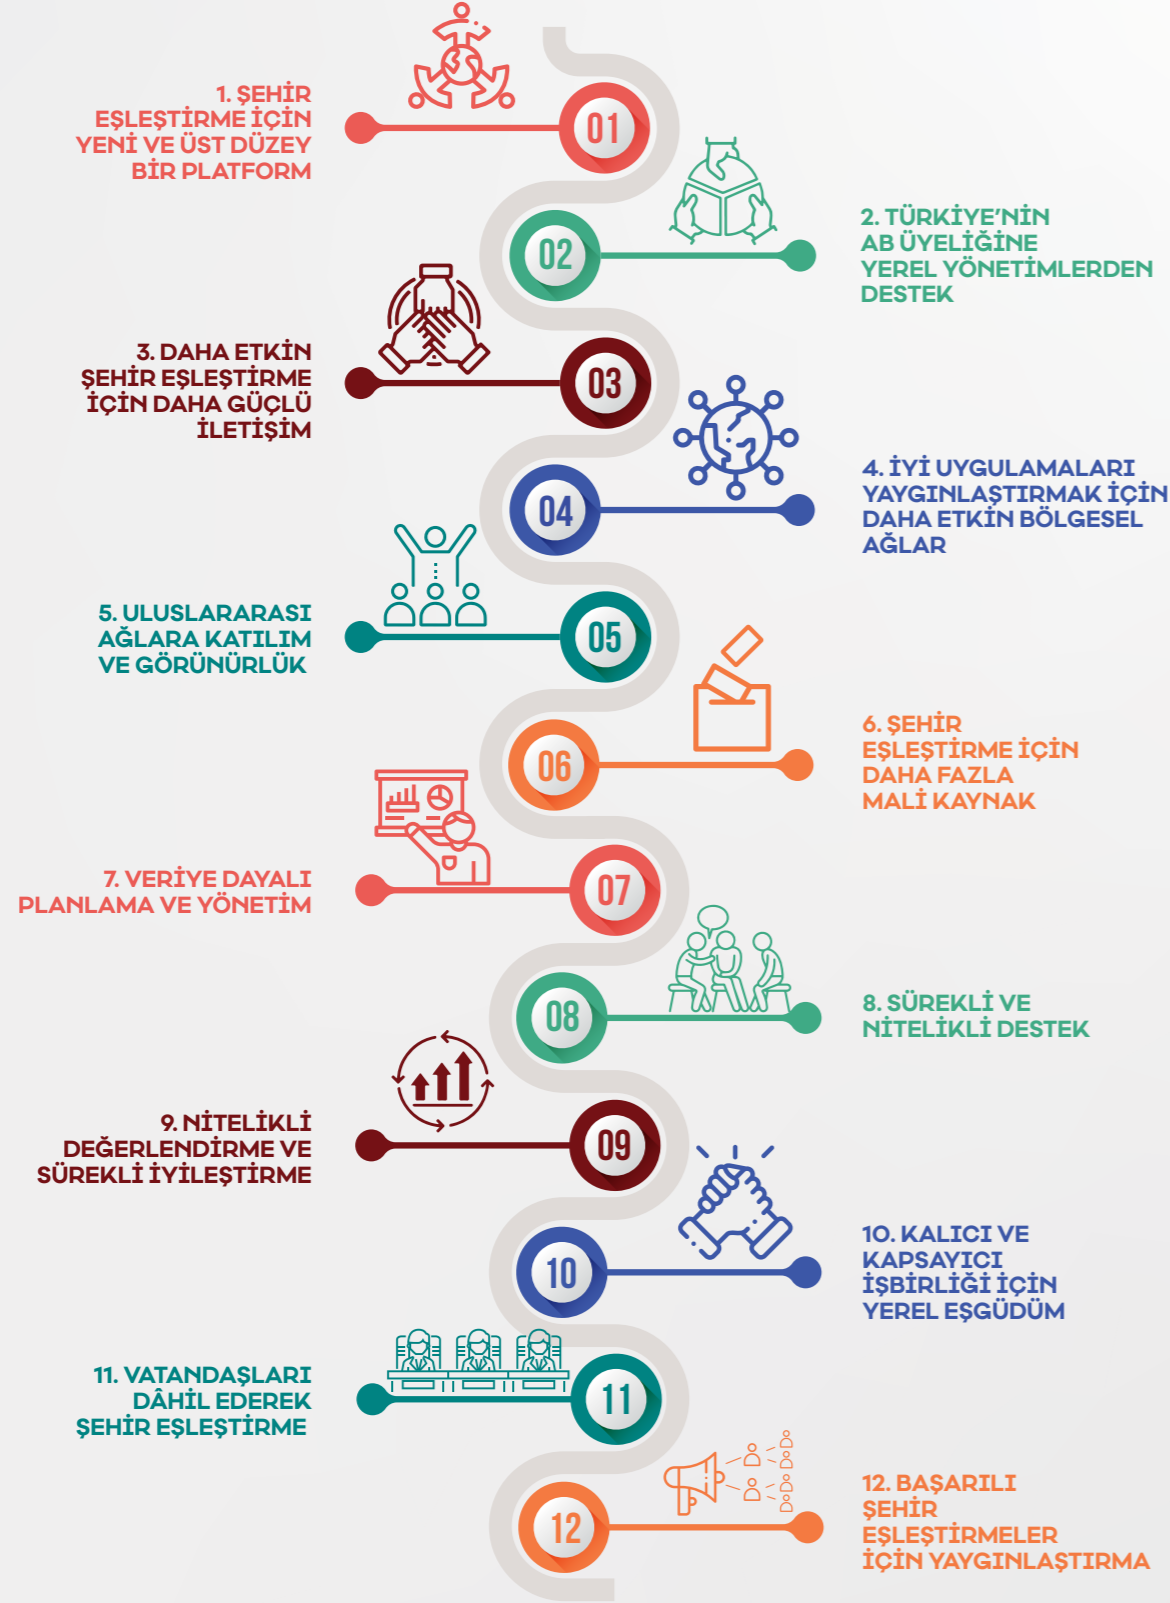 1. ŞEHİR
EŞLEŞTİRME İÇİN
YENİ VE ÜST DÜZEY
BİR PLATFORM
01
02
2. TÜRKİYE'NİN
AB ÜYELİĞİNE
YEREL YÖNETİMLERDEN
DESTEK
3. DAHA ETKİN
ŞEHİR EŞLEŞTİRME
İÇİN DAHA GÜÇLÜ
İLETİŞİM
03
04
4. İYİ UYGULAMALARI
YAYGINLAŞTIRMAK İÇİN
DAHA ETKİN BÖLGESEL
AĞLAR
5. ULUSLARARASI
AĞLARA KATILIM
VE GÖRÜNÜRLÜK
05
06
6. ŞEHİR
EŞLEŞTİRME İÇİN
DAHA FAZLA
MALİ KAYNAK
7. VERİYE DAYALI
PLANLAMA VE YÖNETİM
07
08
8. SÜREKLİ VE
NİTELİKLİ DESTEK
9. NİTELİKLİ
DEĞERLENDİRME VE
SÜREKLİ İYİLEŞTİRME
09
10
10. KALICI VE
KAPSAYICI
İŞBİRLİĞİ İÇİN
YEREL EŞGÜDÜM
11. VATANDAŞLARI
DÂHİL EDEREK
ŞEHİR EŞLEŞTİRME
11
12
12. BAŞARILI
ŞEHİR
EŞLEŞTİRMELER
İÇİN YAYGINLAŞTIRMA